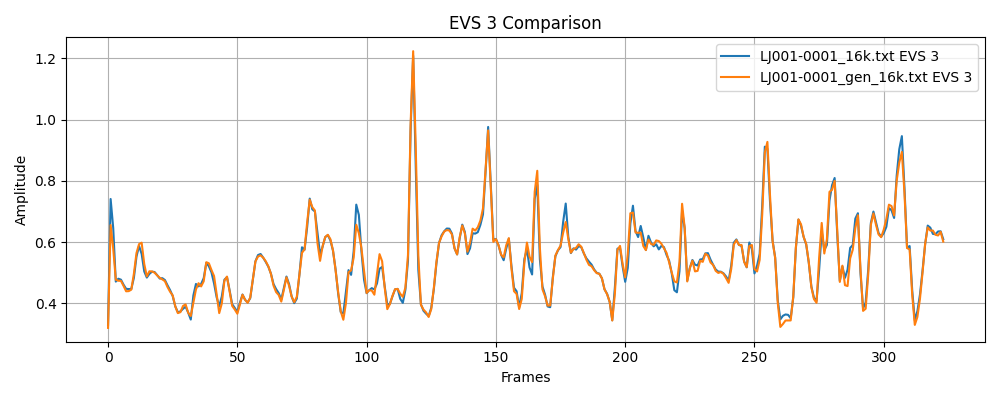 EVS 3 Comparison
LJ001-0001_16k.txt EVS 3
LJ001-0001_gen_16k.txt EVS 3
Amplitude
1.2
1.0
0.8
0.6
0.4
0 50 100 150 200 250 300
Frames